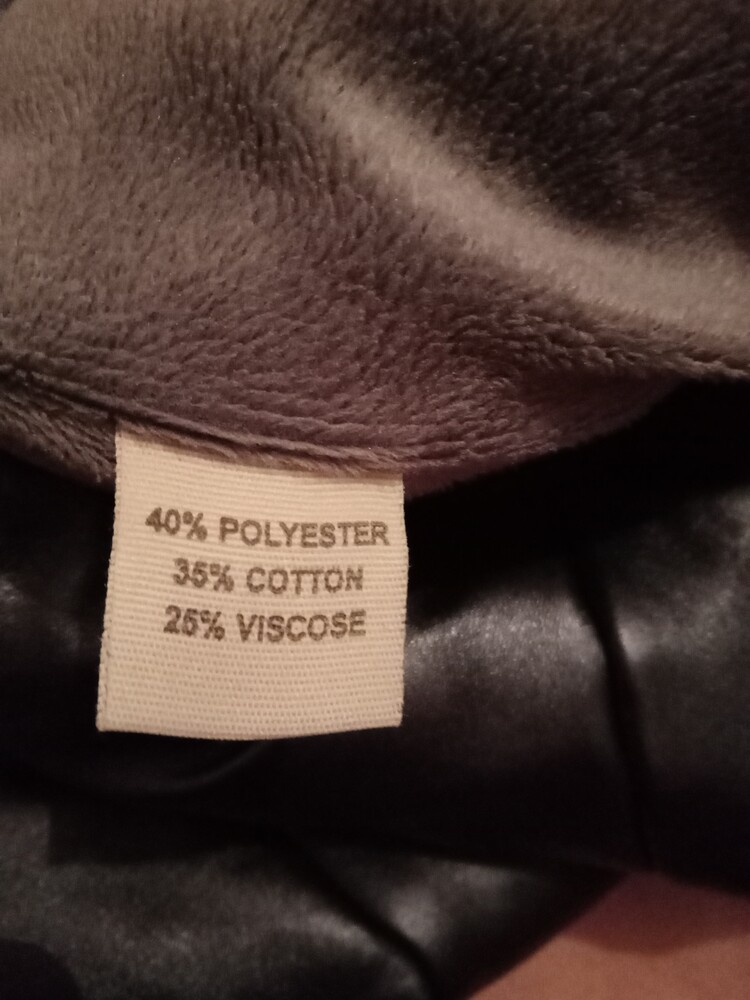 40% POLYESTER
35% COTTON
25% VISCOSE